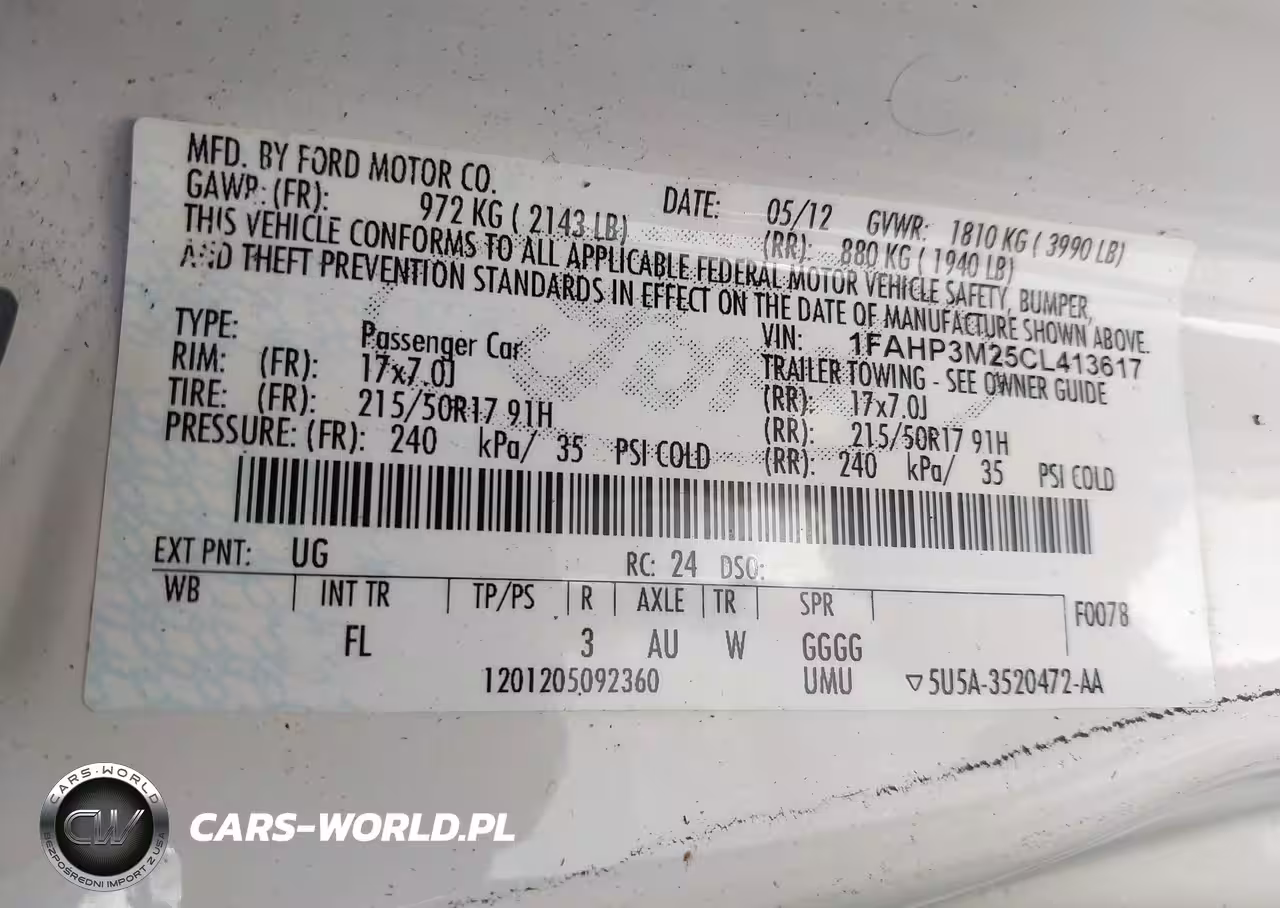 MFD. BY FORD MOTOR CO.
DATE: 05/12 GVWR: 1810 KG ( 3990 LB)
GAWR: (FR): 972 KG ( 2143 LB) (RR): 880 KG ( 1940 LB)
THIS VEHICLE CONFORMS TO ALL APPLICABLE FEDERAL MOTOR VEHICLE SAFETY, BUMPER,
AND THEFT PREVENTION STANDARDS IN EFFECT ON THE DATE OF MANUFACTURE SHOWN ABOVE.
VIN: 1FAHP3M25CL413617
TYPE: Passenger Car TRAILER TOWING - SEE OWNER GUIDE
RIM: (FR): 17x7.0J (RR): 17x7.0J
TIRE: (FR): 215/50R17 91H (RR): 215/50R17 91H
PRESSURE: (FR): 240 kPa/ 35 PSI COLD (RR): 240 kPa/ 35 PSI COLD
EXT PNT: UG RC: 24 DSO:
WB INT TR TP/PS R AXLE TR SPR F0078
FL 3 AU W GGGG
1201205092360 UMU ▽5U5A-3520472-AA
CARS-WORLD
CW
BEZPOŚREDNI IMPORT Z USA
CARS-WORLD.PL